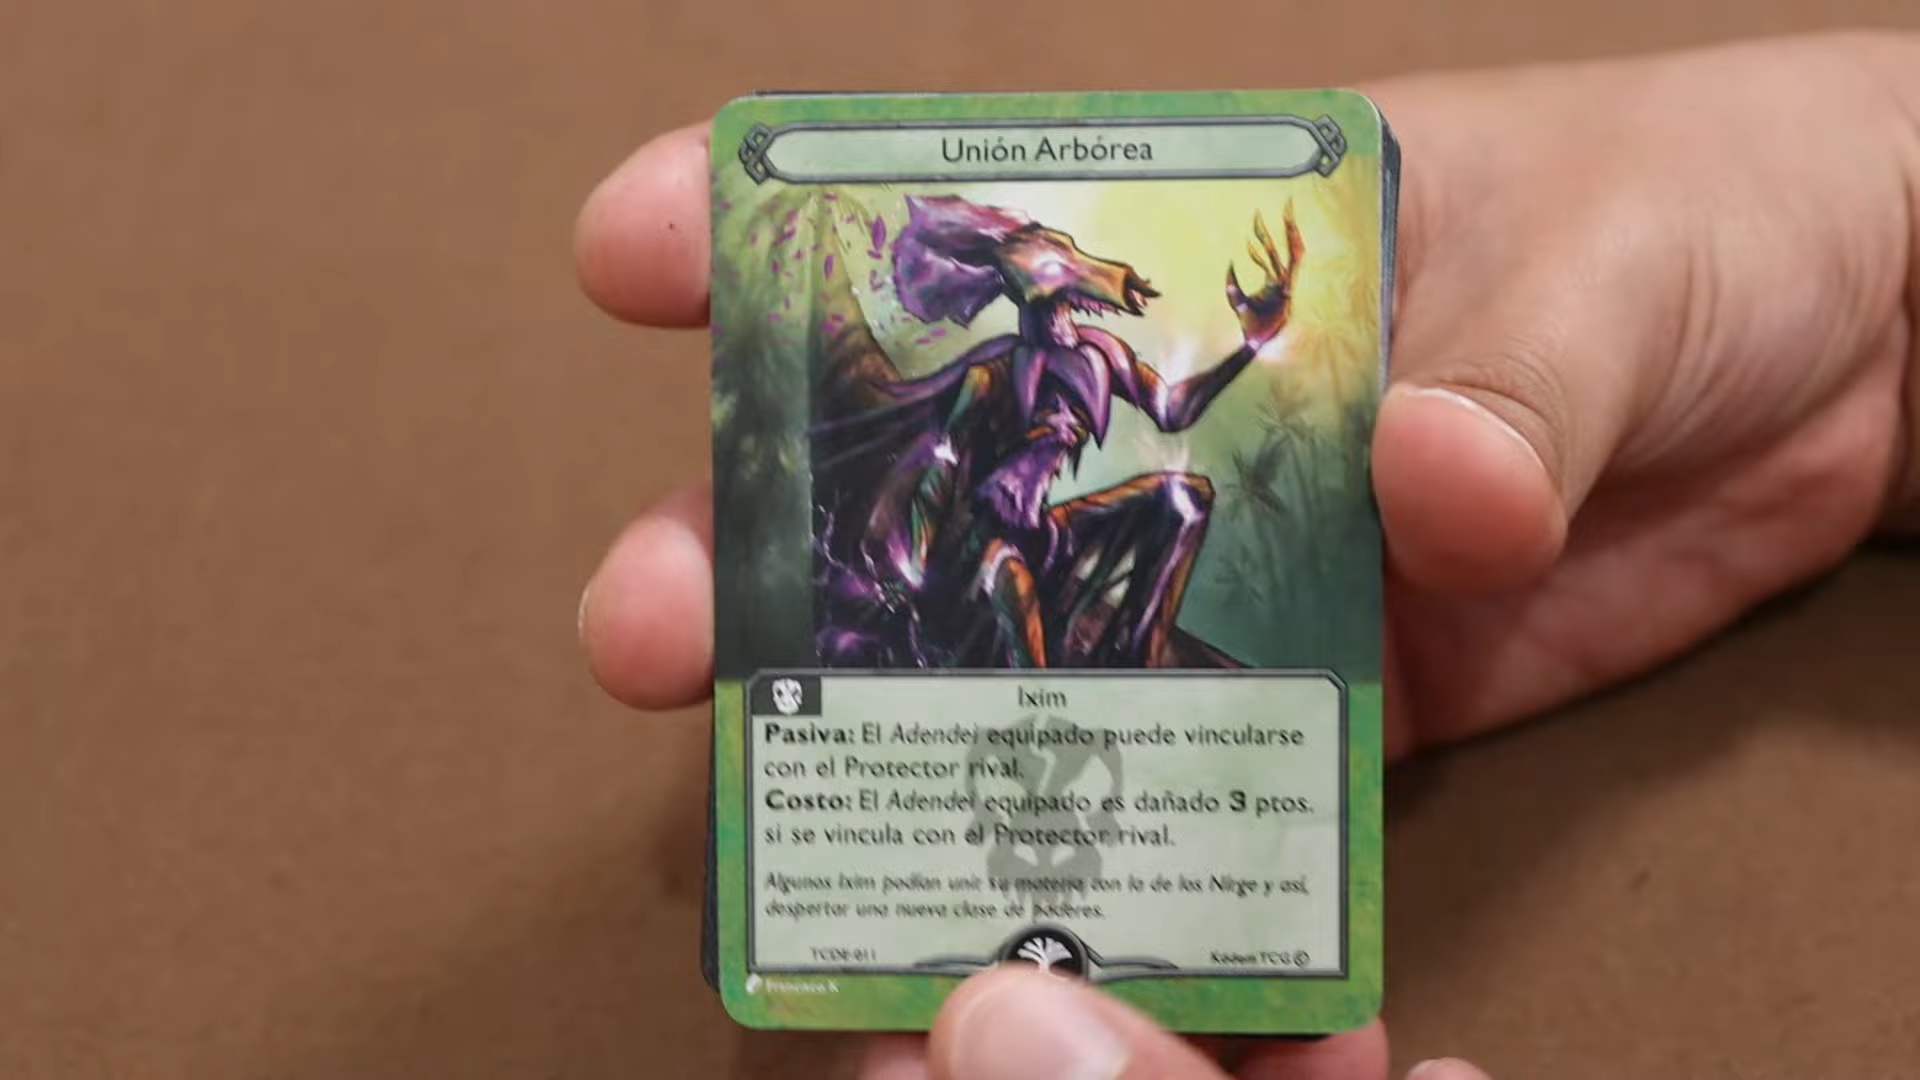 Unión Arbórea
Ixim
Pasiva: El Adendei equipado puede vincularse
con el Protector rival.
Costo: El Adendei equipado es dañado 3 ptos.
si se vincula con el Protector rival.
Algunos Ixim podían unir su materia con la de los Nirge y así,
despertar una nueva clase de poderes.
TCG ©
Francisco K